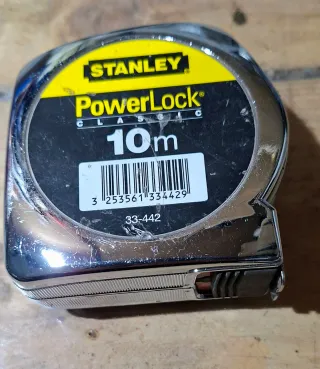 STANLEY
PowerLock®
CLASSIC
10m
3 253561 334429
33-442